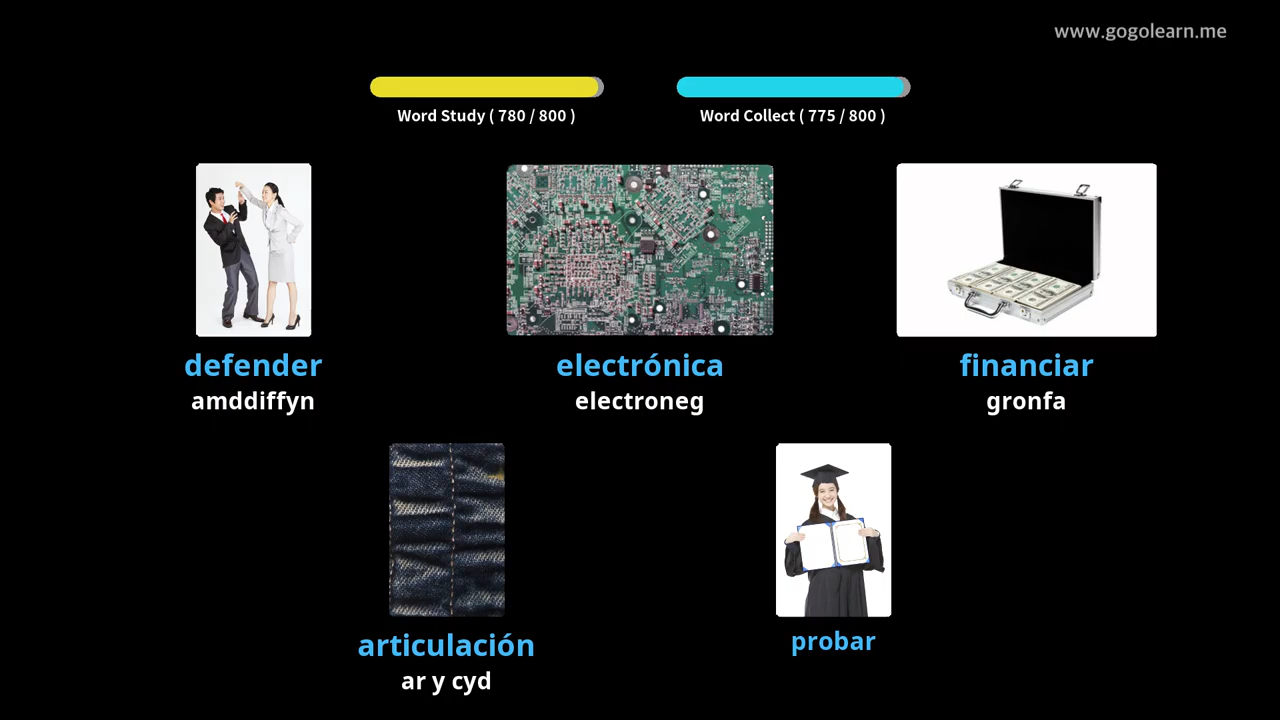 www.gogolearn.me
Word Study ( 780 / 800 )
Word Collect ( 775 / 800 )
defender
amddiffyn
electrónica
electroneg
financiar
gronfa
articulación
ar y cyd
probar